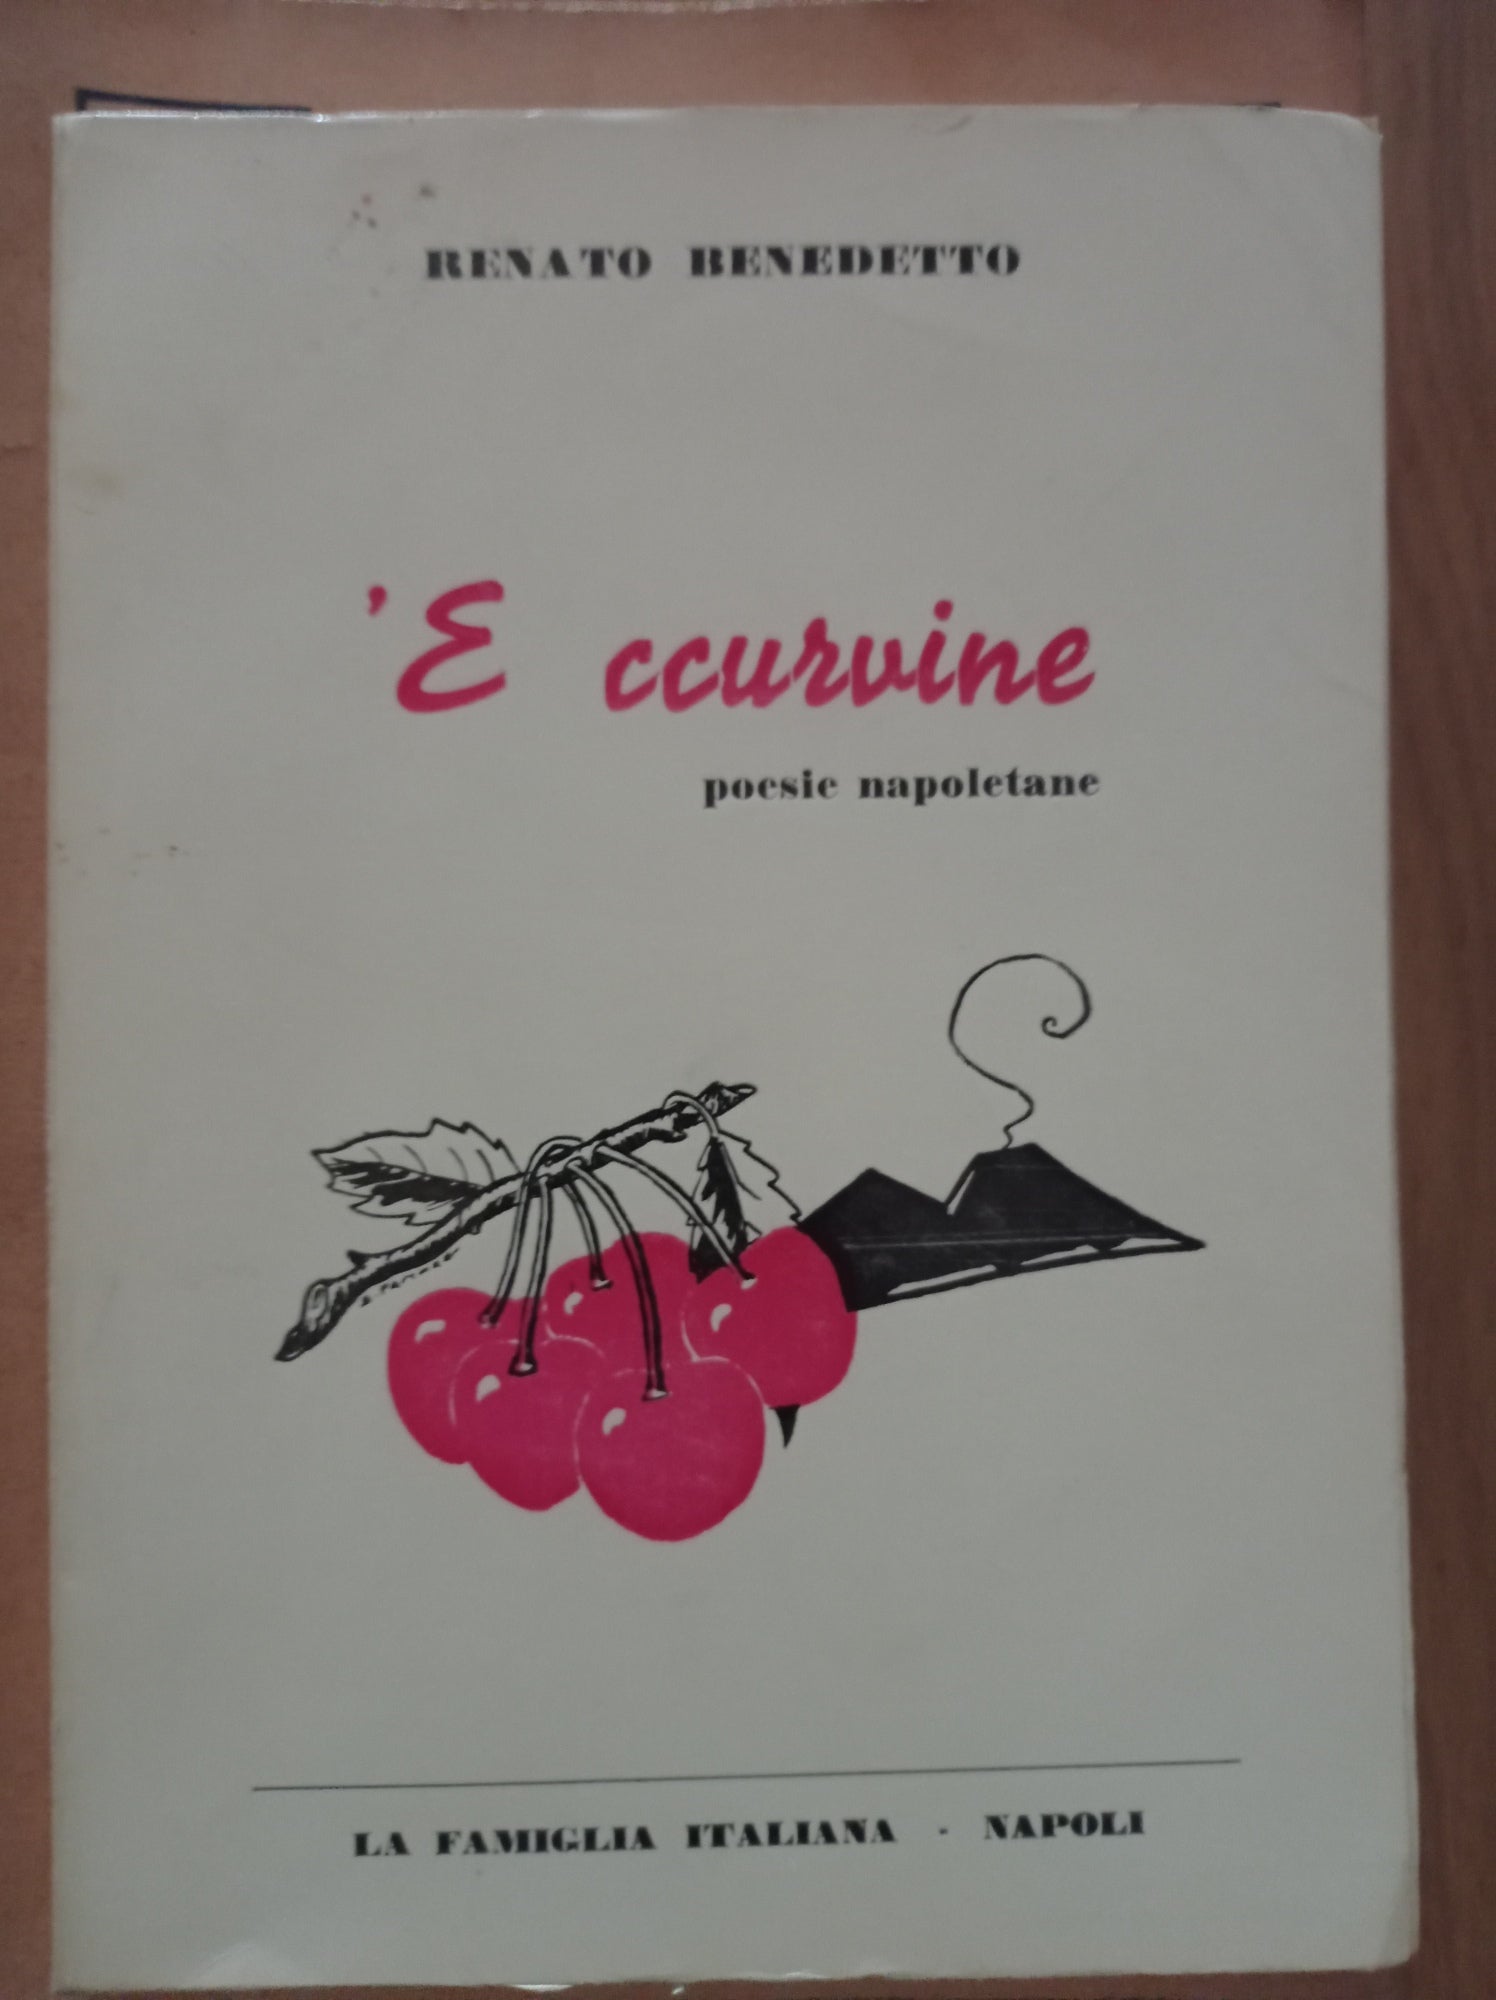 RENATO BENEDETTO
'E ccurvine
poesie napoletane
LA FAMIGLIA ITALIANA - NAPOLI